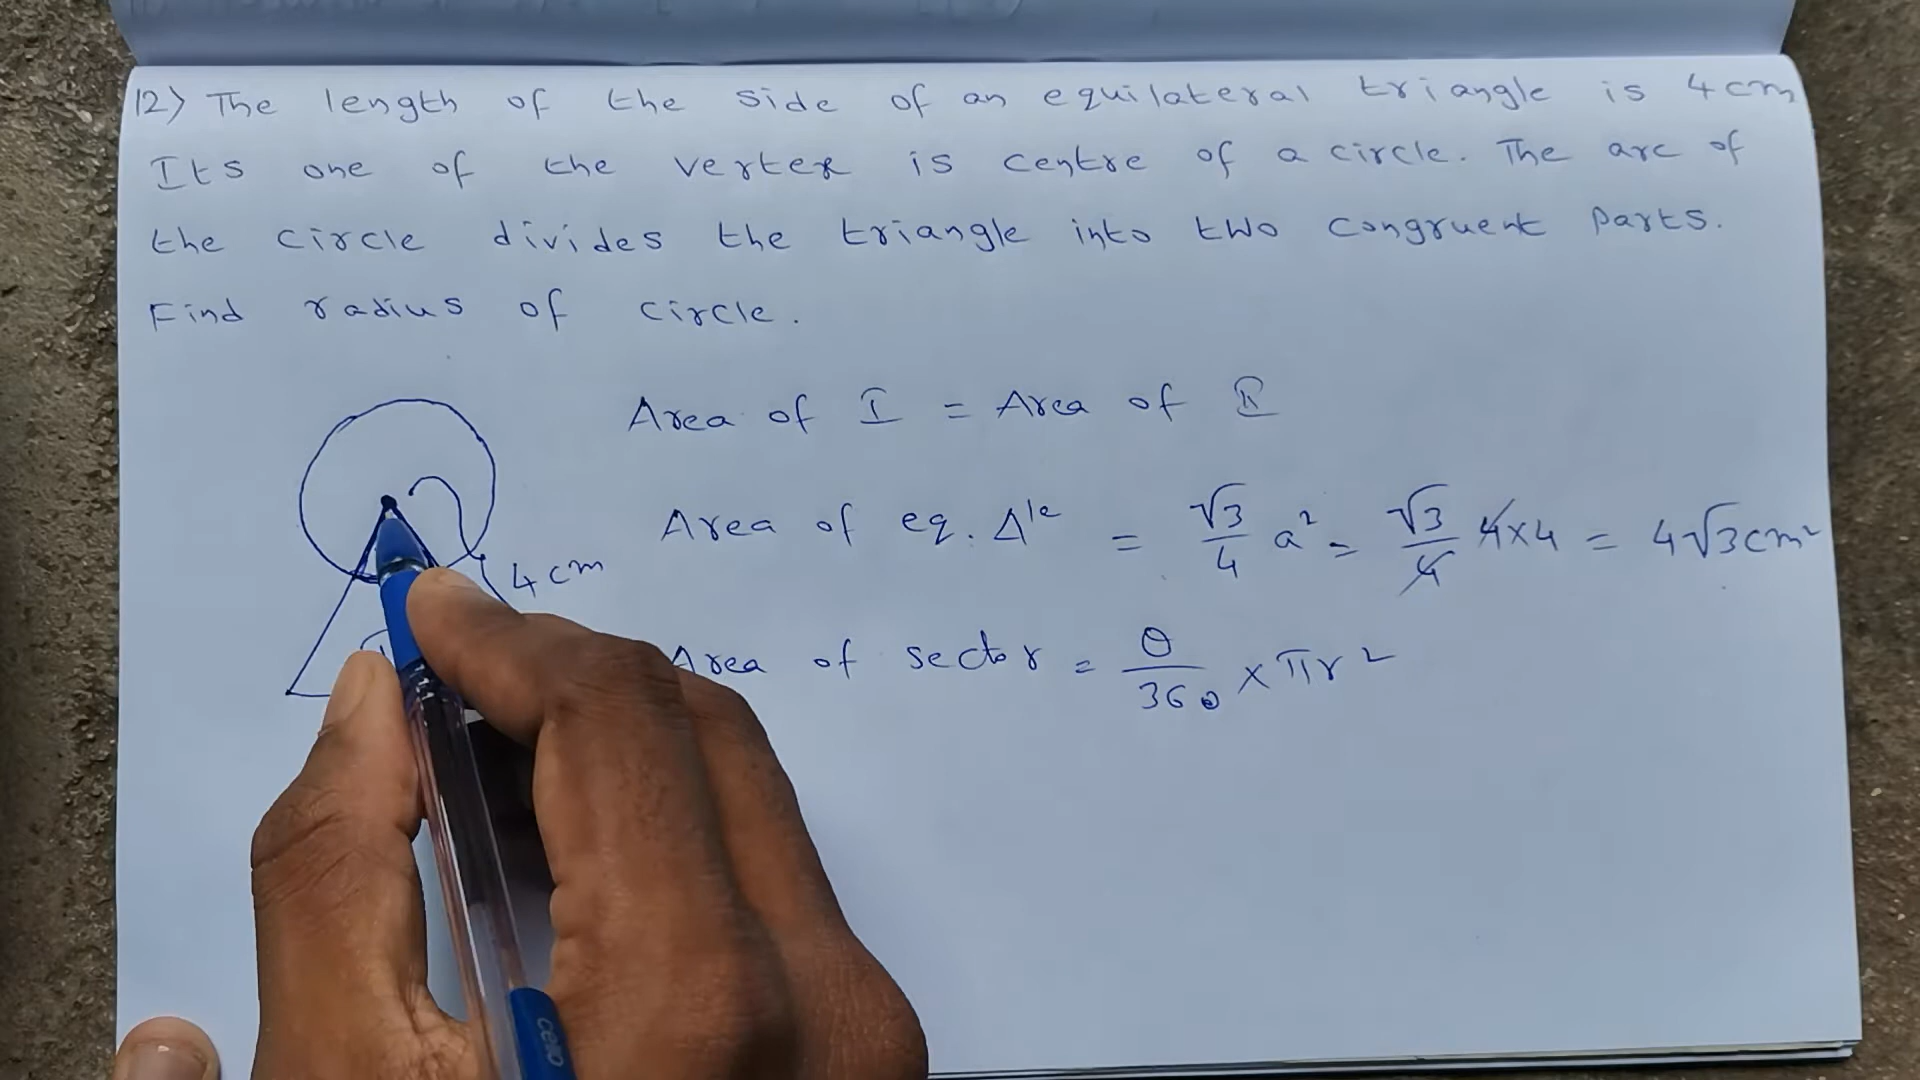 12) The length of the side of an equilateral triangle is 4cm
Its one of the vertex is centre of a circle. The arc of
the circle divides the triangle into two congruent parts.
Find radius of circle.
Area of I = Area of II
Area of eq. Δle = √3/4 a² = √3/4 4×4 = 4√3cm²
4cm
Area of sector = θ/360 × πr²
cello